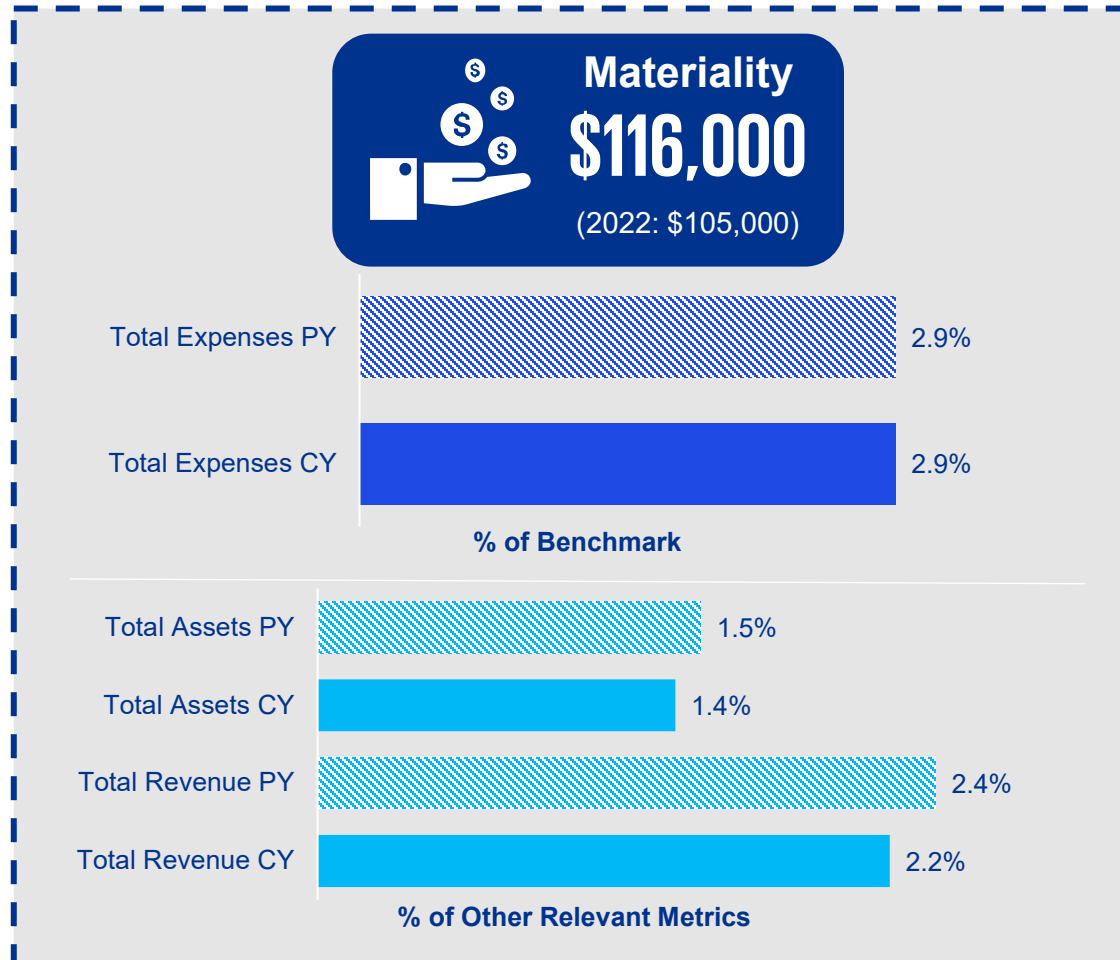 $
$
$
$
Materiality
$116,000
(2022: $105,000)
Total Expenses PY
2.9%
Total Expenses CY
2.9%
% of Benchmark
Total Assets PY
1.5%
Total Assets CY
1.4%
Total Revenue PY
2.4%
Total Revenue CY
2.2%
% of Other Relevant Metrics